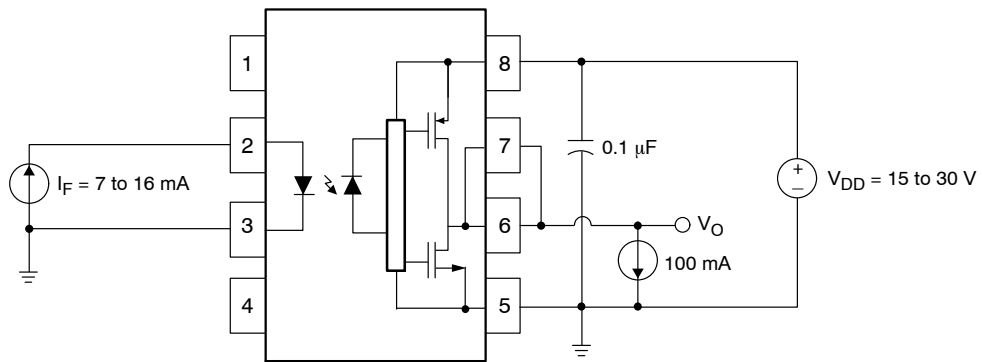 1
8
2
7
0.1 μF
+
−
V_DD = 15 to 30 V
I_F = 7 to 16 mA
3
6
V_O
100 mA
4
5